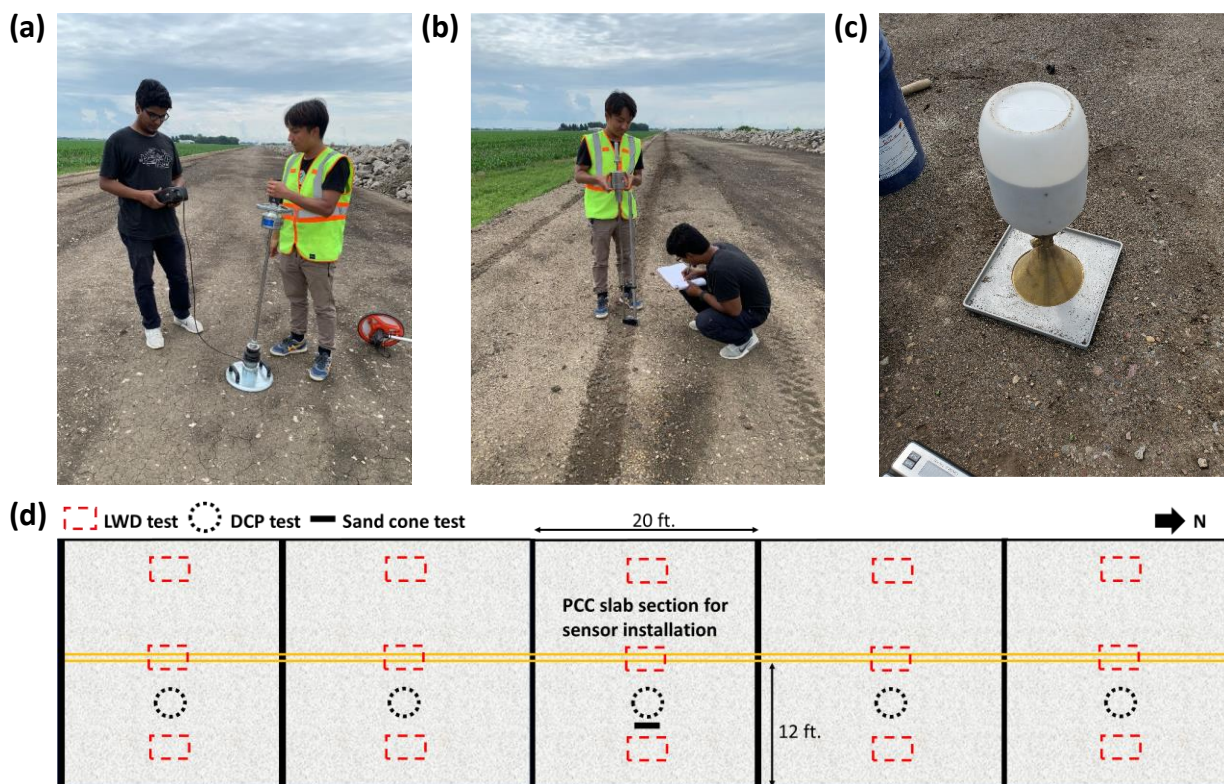 (a)
(b)
(c)
(d)
LWD test
DCP test
Sand cone test
20 ft.
N
PCC slab section for
sensor installation
12 ft.